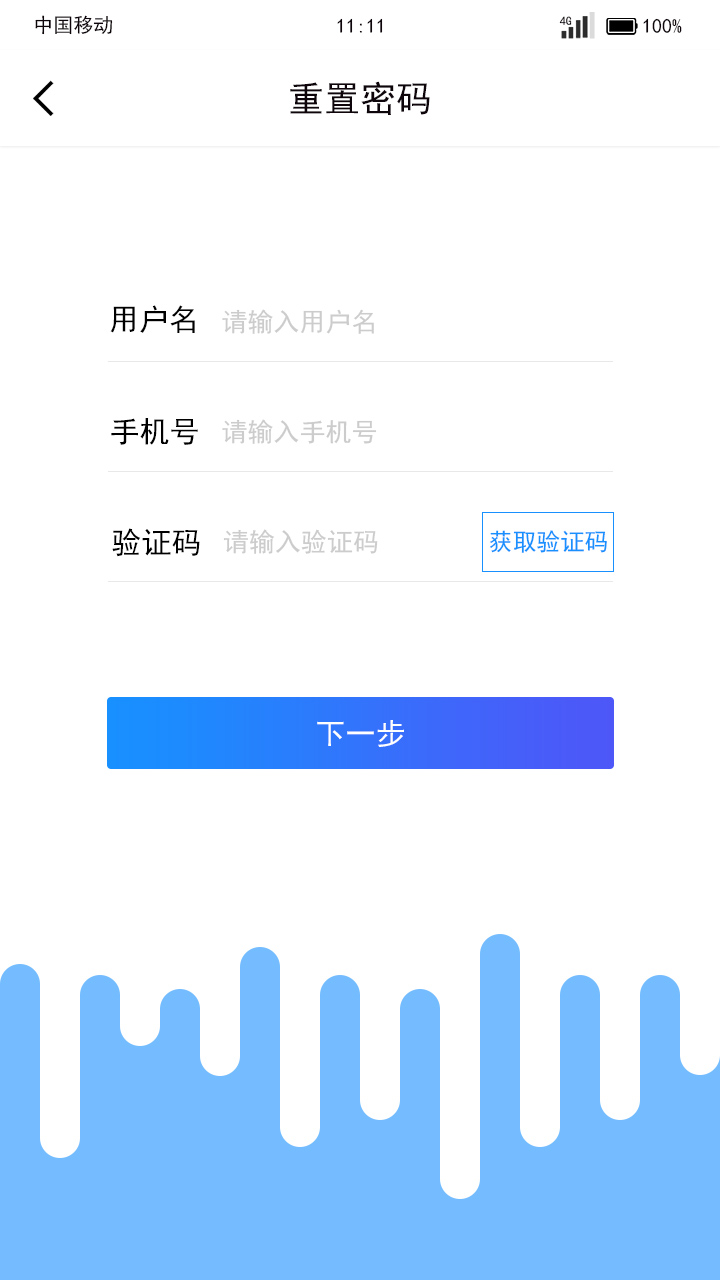 中国移动 11:11 4G 100%
重置密码
用户名 请输入用户名
手机号 请输入手机号
验证码 请输入验证码 获取验证码
下一步